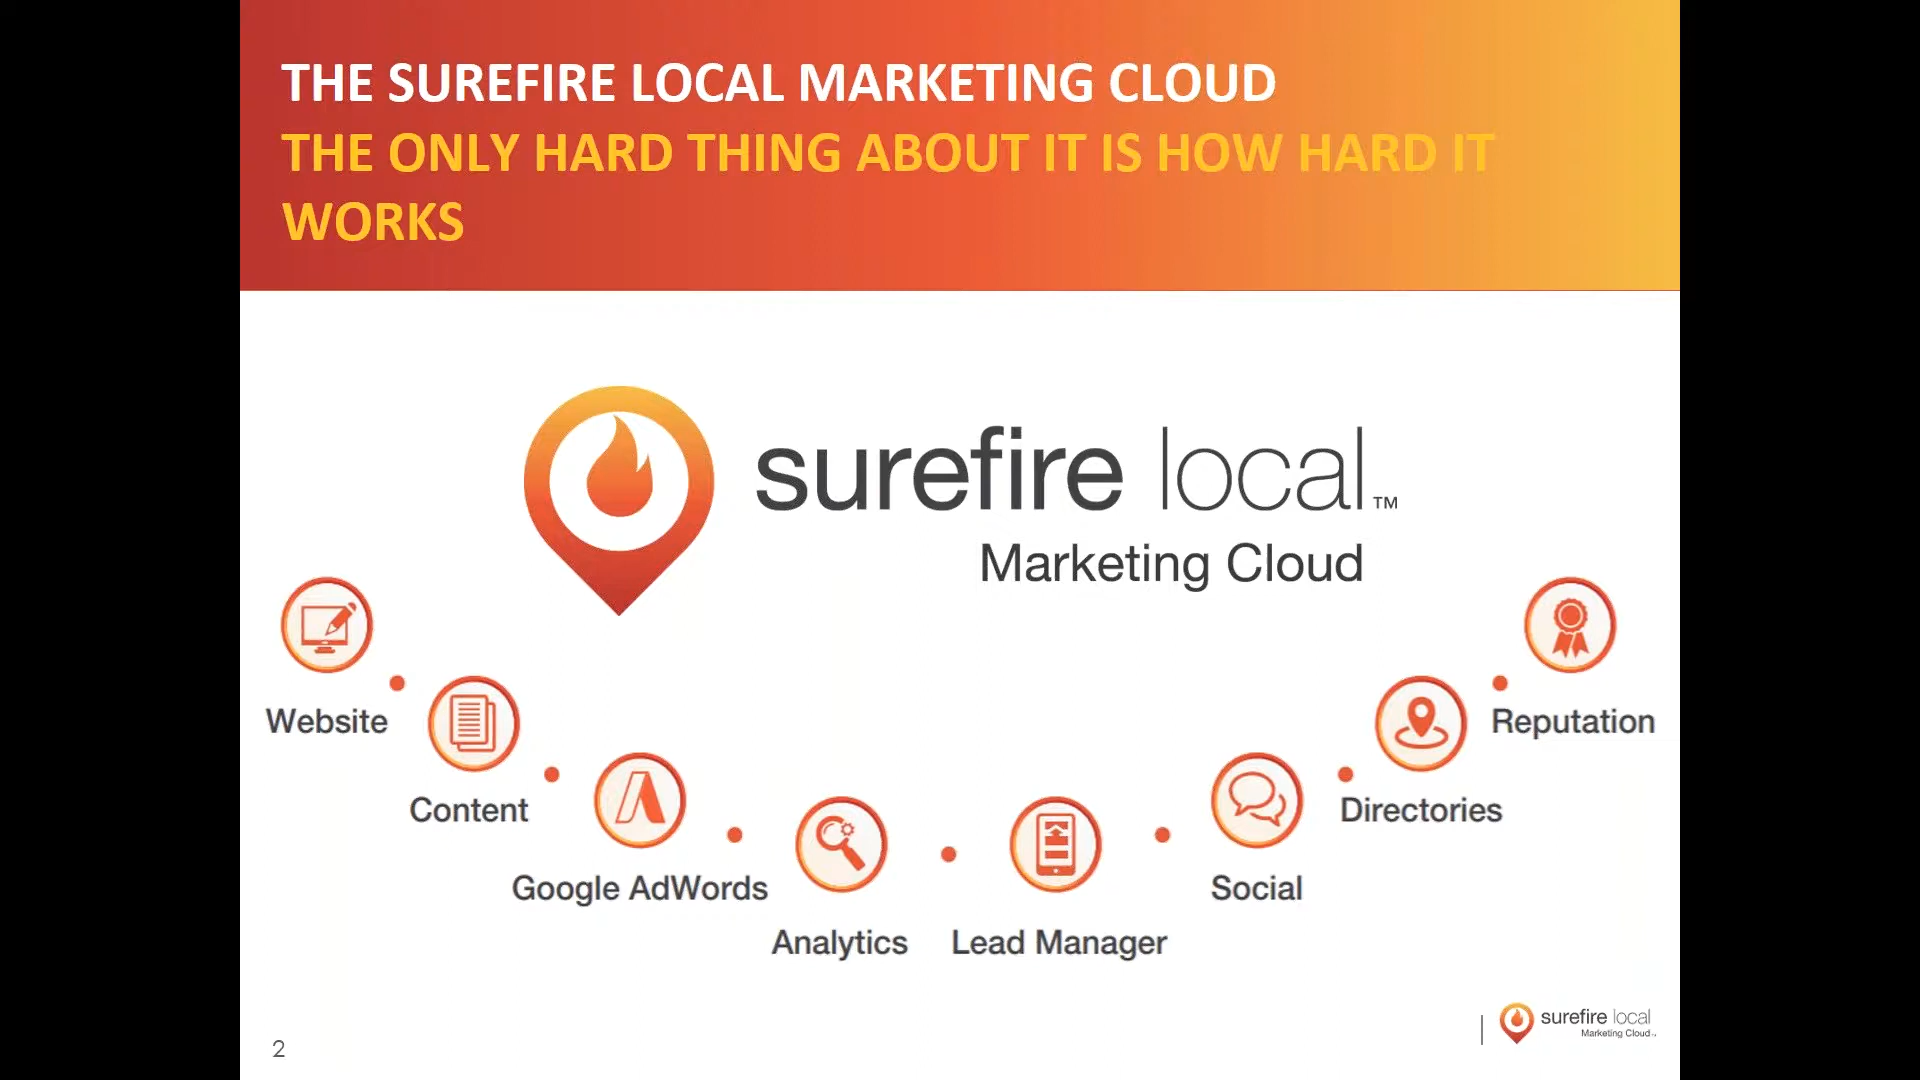 THE SUREFIRE LOCAL MARKETING CLOUD
THE ONLY HARD THING ABOUT IT IS HOW HARD IT
WORKS
surefire local™
Marketing Cloud
Website
Content
Google AdWords
Analytics
Lead Manager
Social
Directories
Reputation
2
surefire local
Marketing Cloud™